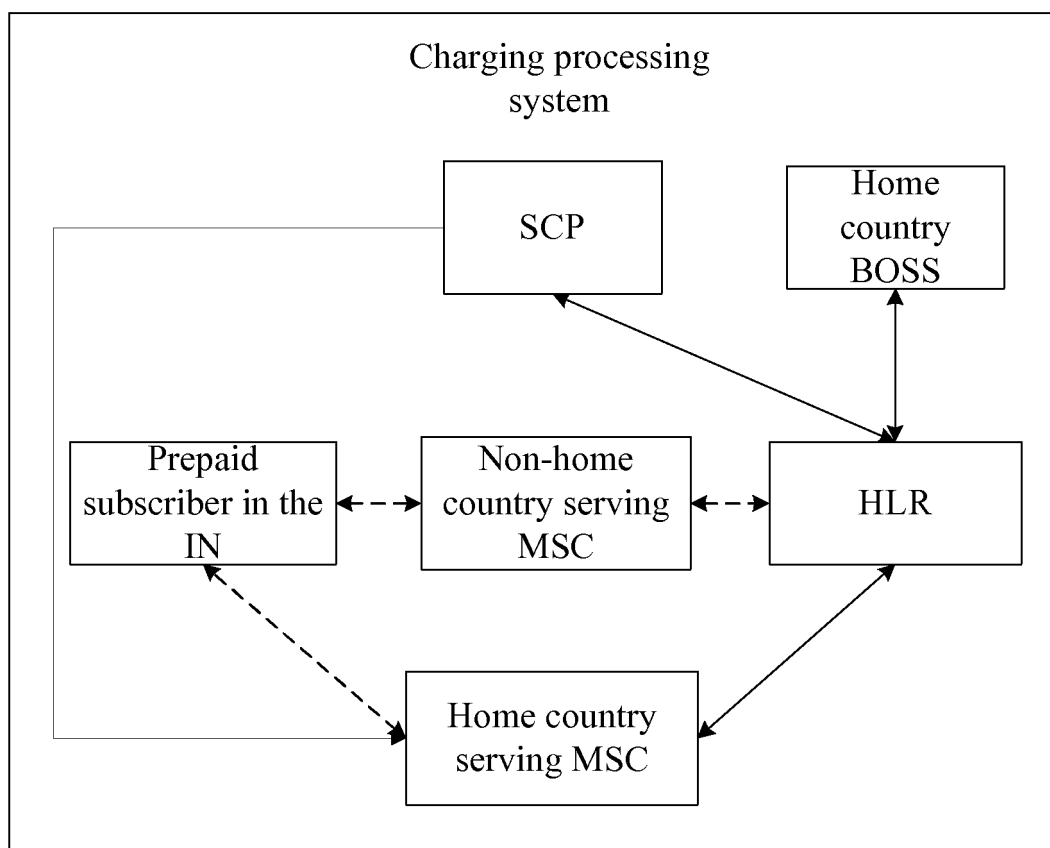 Charging processing
system
SCP
Home
country
BOSS
Prepaid
subscriber in the
IN
Non-home
country serving
MSC
HLR
Home country
serving MSC